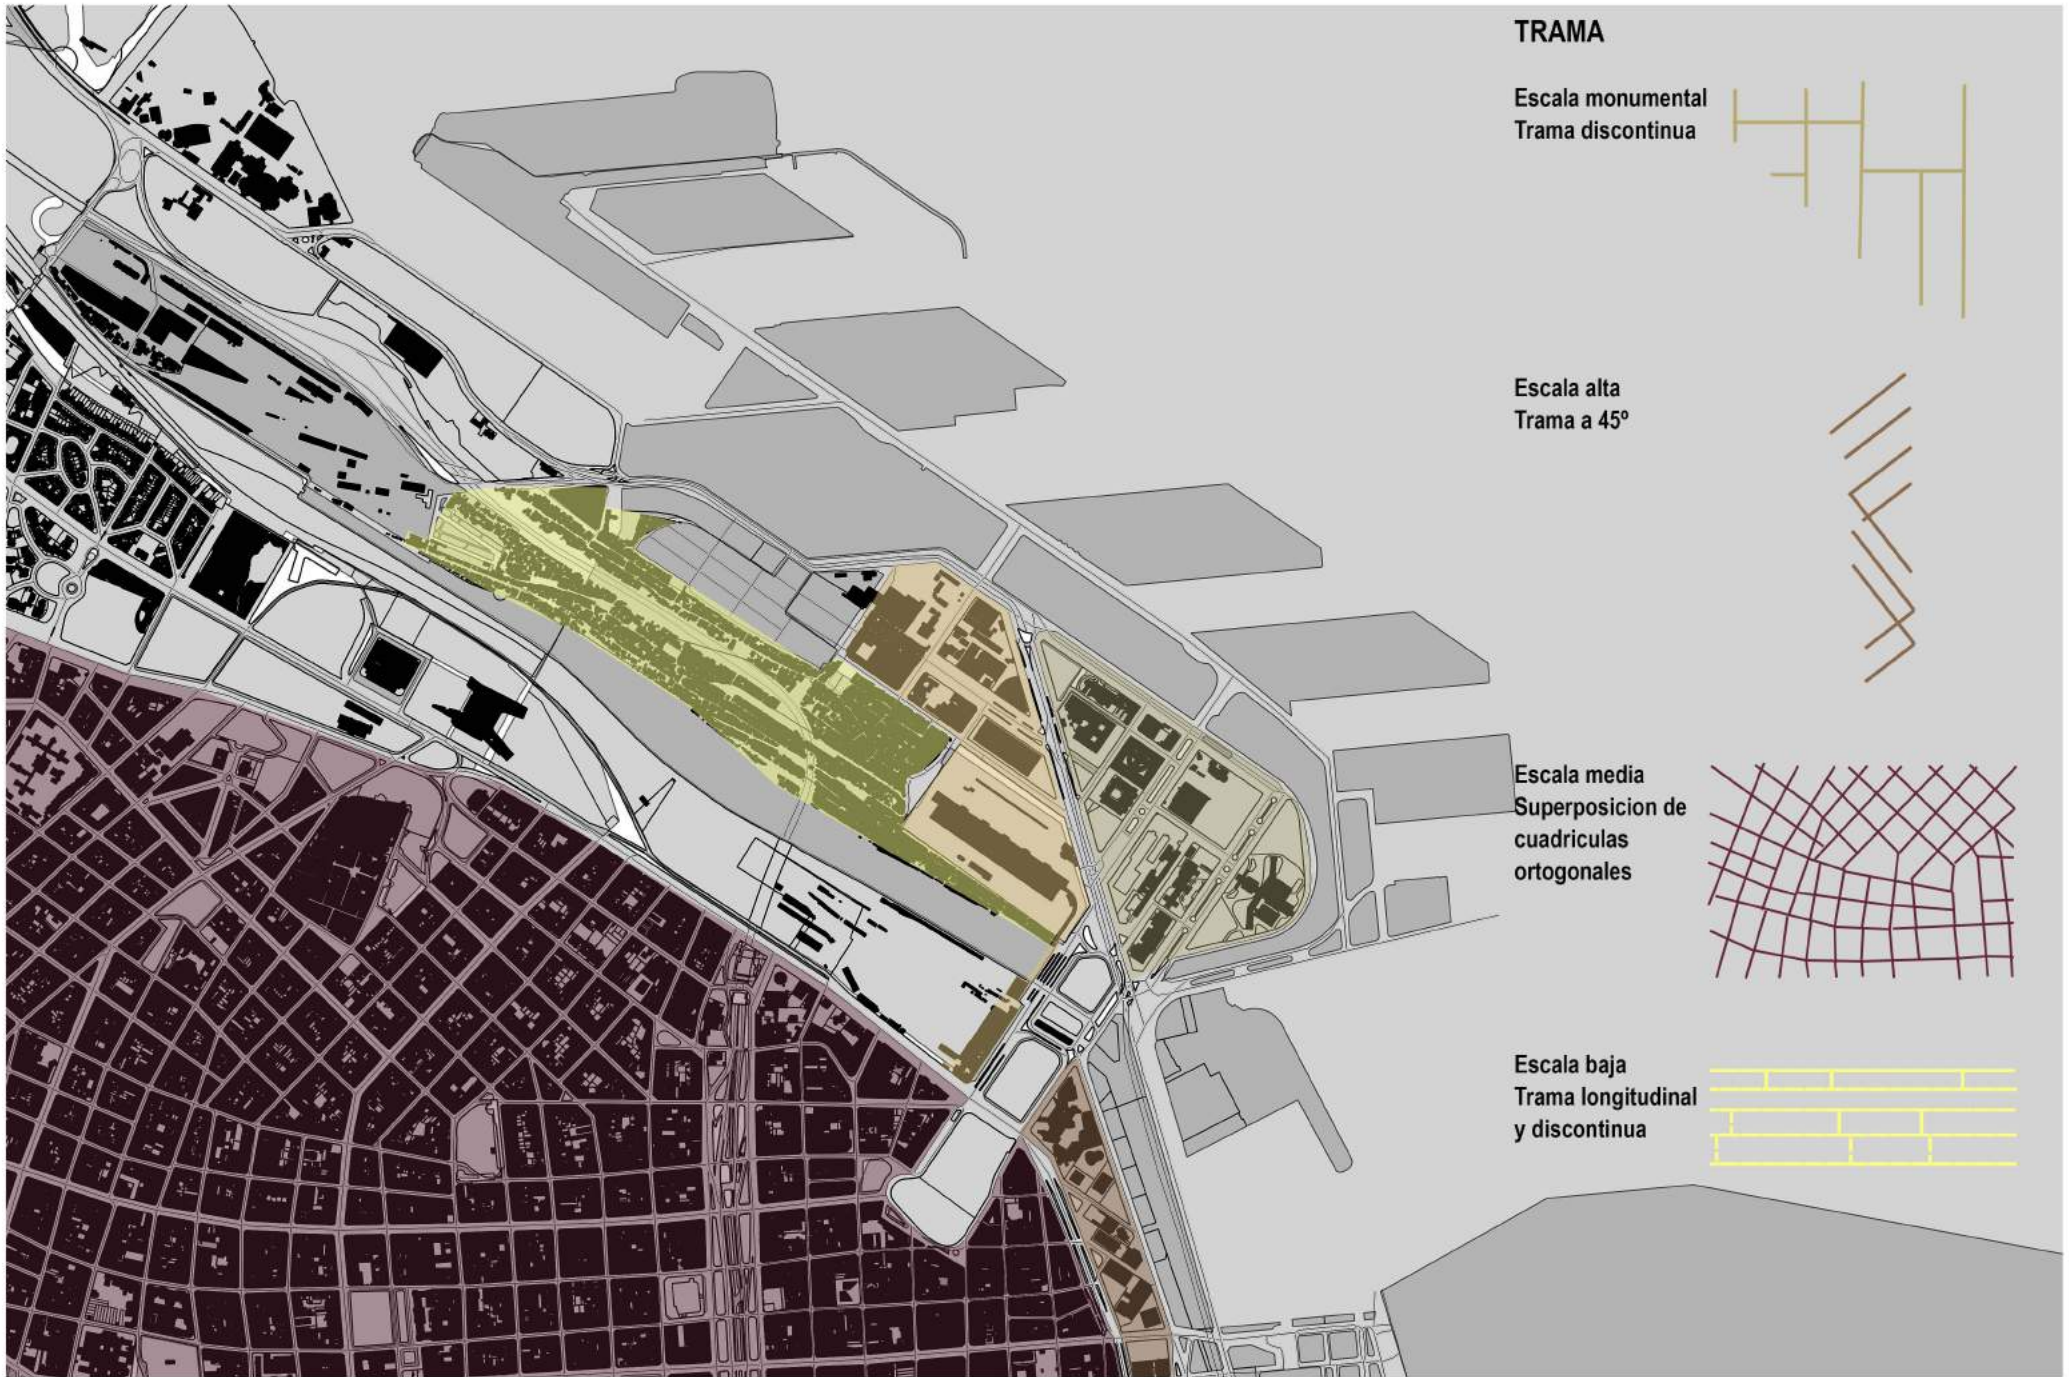 TRAMA
Escala monumental
Trama discontinua
Escala alta
Trama a 45º
Escala media
Superposicion de
cuadriculas
ortogonales
Escala baja
Trama longitudinal
y discontinua